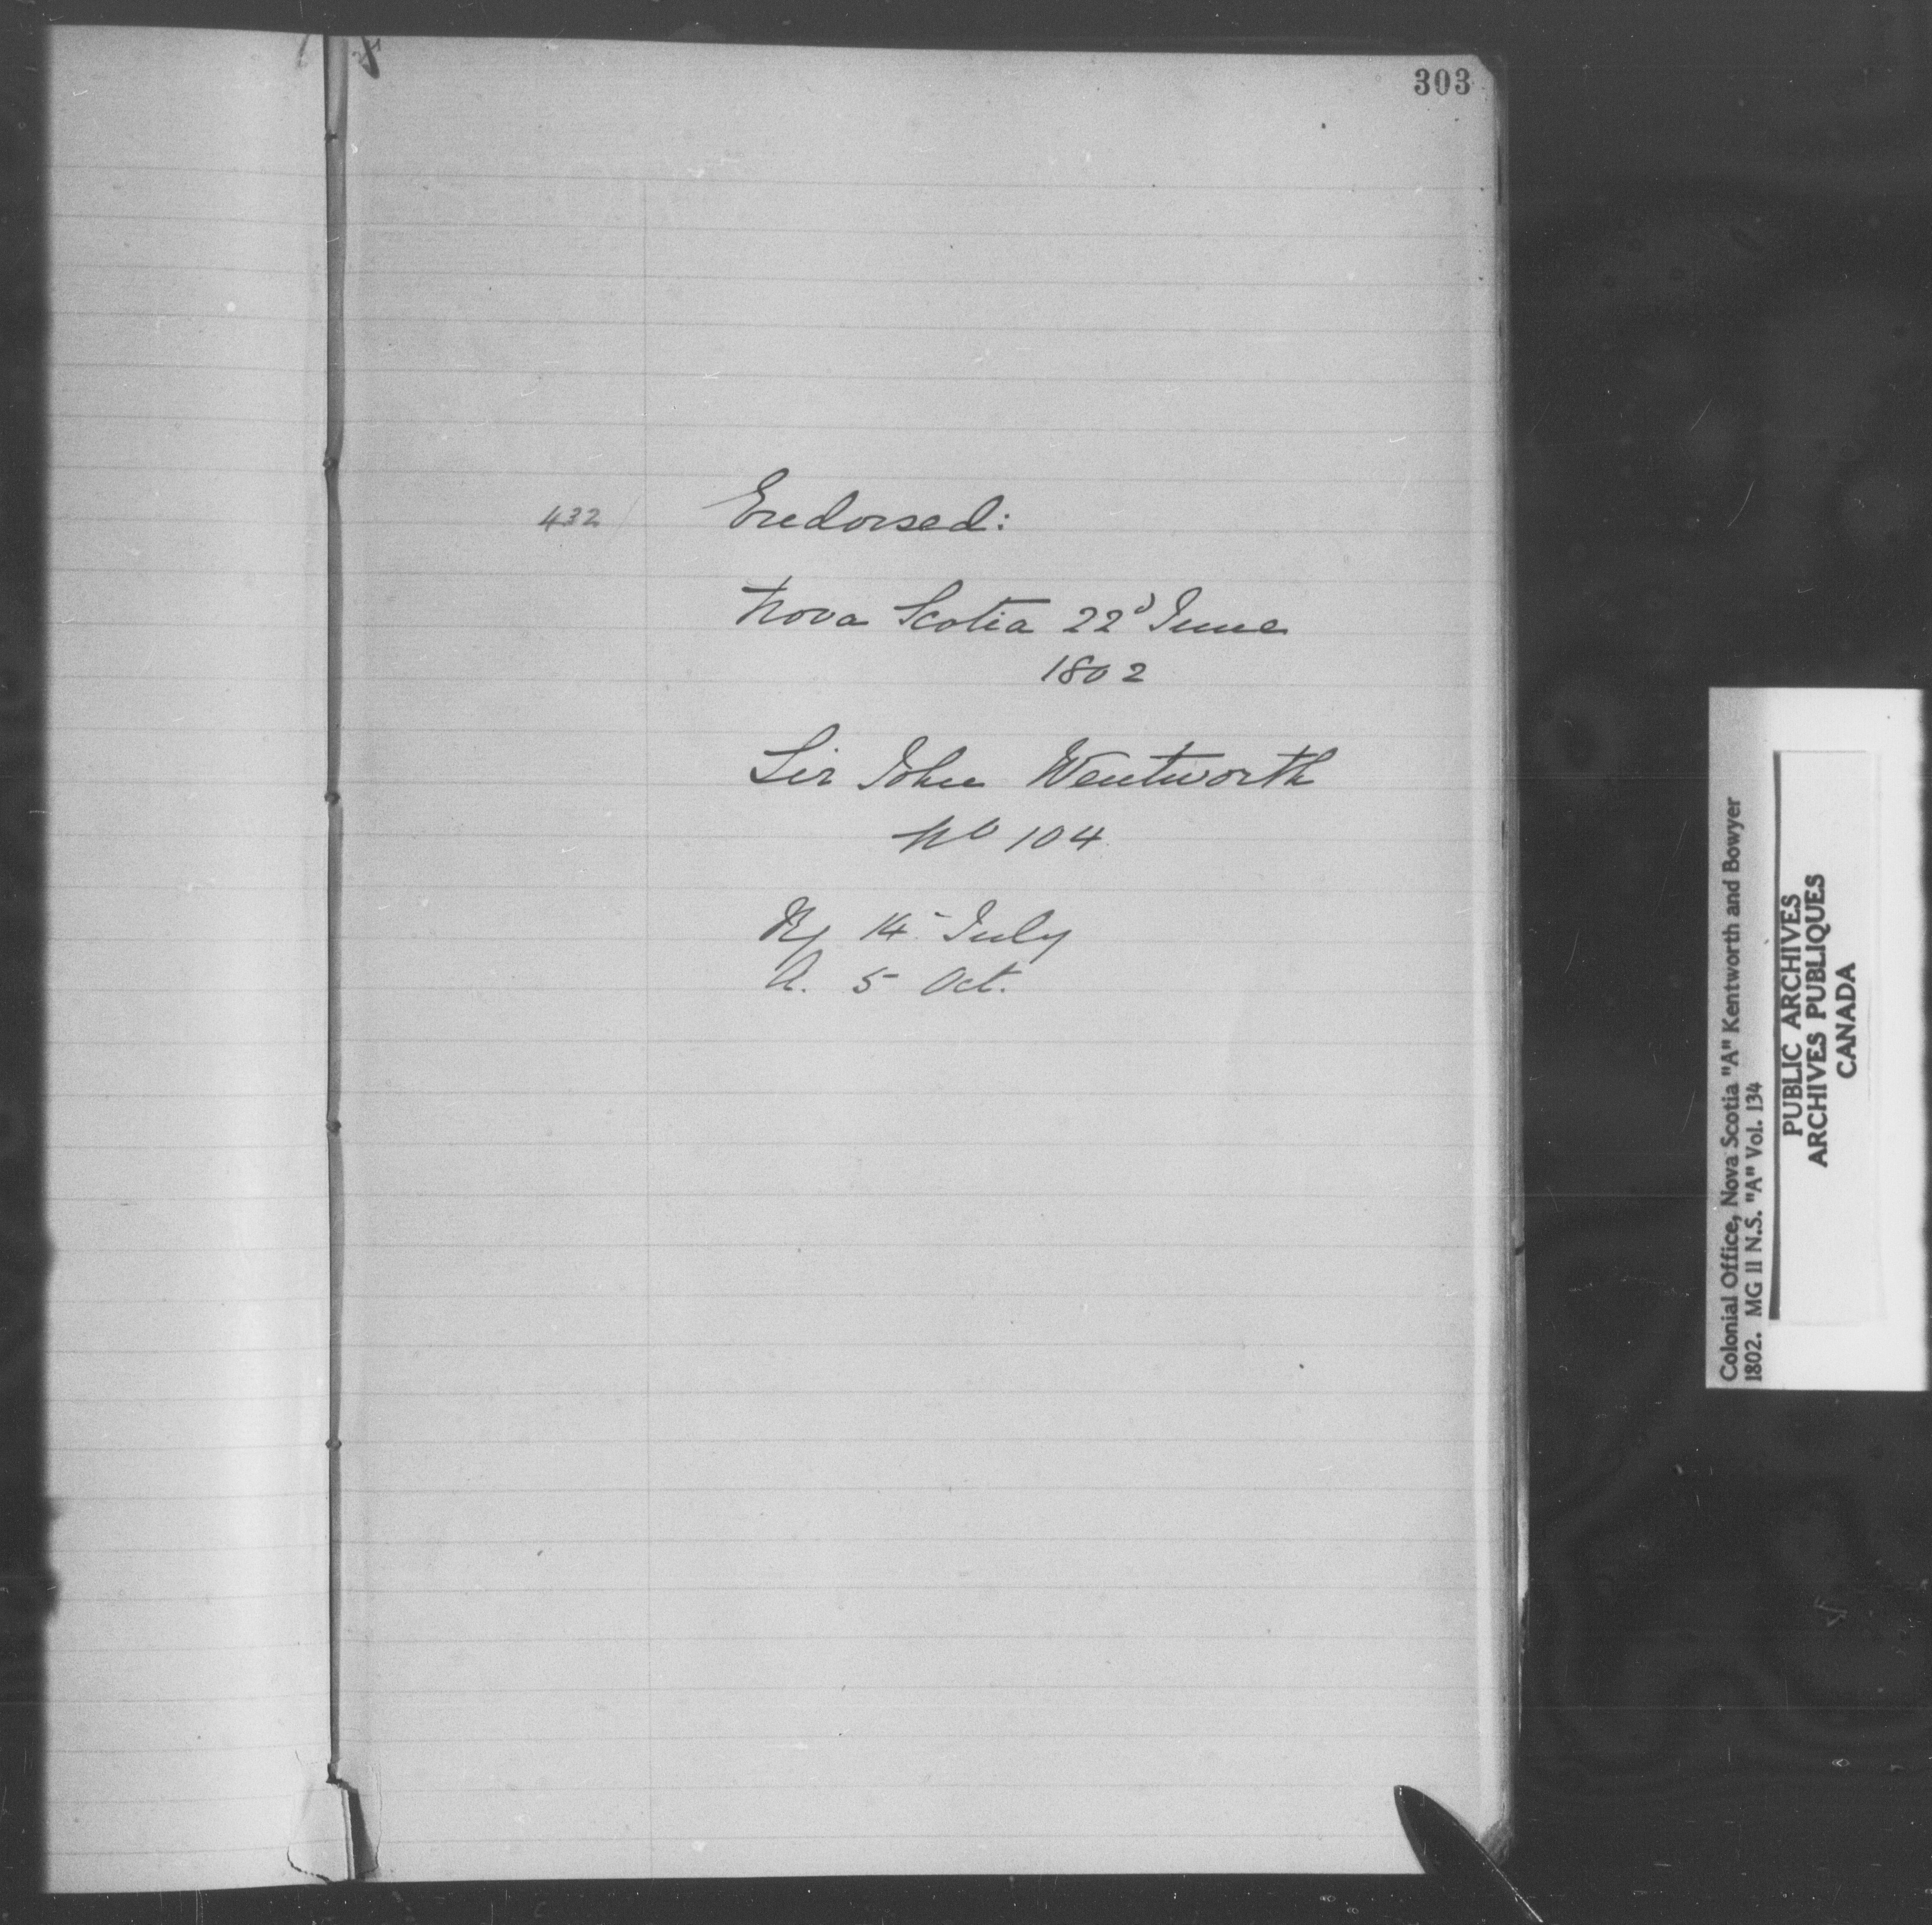 303
432
Endorsed:
Nova Scotia 22d June
1802
Sir John Wentworth
No 104
14 July
A. 5 Oct.
Colonial Office, Nova Scotia "A" Kentworth and Bowyer
1802. MG 11 N.S. "A" Vol. 134
PUBLIC ARCHIVES
ARCHIVES PUBLIQUES
CANADA